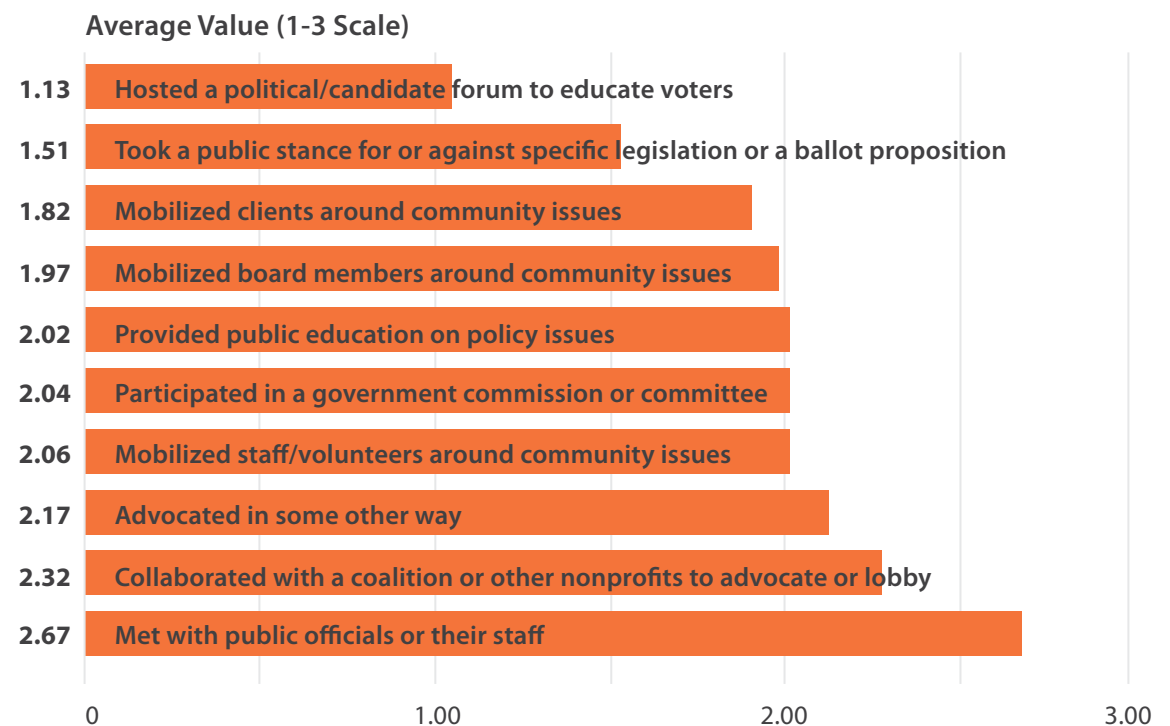 Average Value (1-3 Scale)
1.13 Hosted a political/candidate forum to educate voters
1.51 Took a public stance for or against specific legislation or a ballot proposition
1.82 Mobilized clients around community issues
1.97 Mobilized board members around community issues
2.02 Provided public education on policy issues
2.04 Participated in a government commission or committee
2.06 Mobilized staff/volunteers around community issues
2.17 Advocated in some other way
2.32 Collaborated with a coalition or other nonprofits to advocate or lobby
2.67 Met with public officials or their staff
0 1.00 2.00 3.00